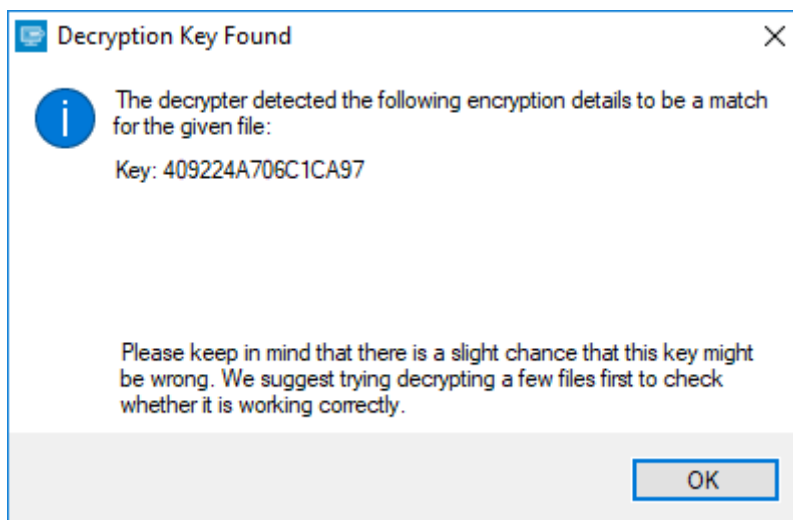 Decryption Key Found
The decrypter detected the following encryption details to be a match
for the given file:
Key: 409224A706C1CA97
Please keep in mind that there is a slight chance that this key might
be wrong. We suggest trying decrypting a few files first to check
whether it is working correctly.
OK